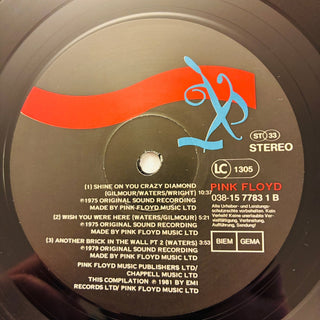 ST 33
STEREO
LC 1305
(1) SHINE ON YOU CRAZY DIAMOND
(GILMOUR/WATERS/WRIGHT) 10:37
℗1975 ORIGINAL SOUND RECORDING
MADE BY PINK FLOYD MUSIC LTD
(2) WISH YOU WERE HERE (WATERS/GILMOUR) 5:21
℗1975 ORIGINAL SOUND RECORDING
MADE BY PINK FLOYD MUSIC LTD
(3) ANOTHER BRICK IN THE WALL PT 2 (WATERS) 3:53
℗1979 ORIGINAL SOUND RECORDING
MADE BY PINK FLOYD MUSIC LTD
PINK FLOYD MUSIC PUBLISHERS LTD/
CHAPPELL MUSIC LTD
THIS COMPILATION ℗ 1981 BY EMI
RECORDS LTD/ PINK FLOYD MUSIC LTD
PINK FLOYD
038-15 7783 1 B
Alle Urheber- und Leistungs-
schutzrechte vorbehalten. Kein
Verleih! Keine unerlaubte Ver-
vielfältigung, Vermietung,
Aufführung, Sendung!
BIEM GEMA